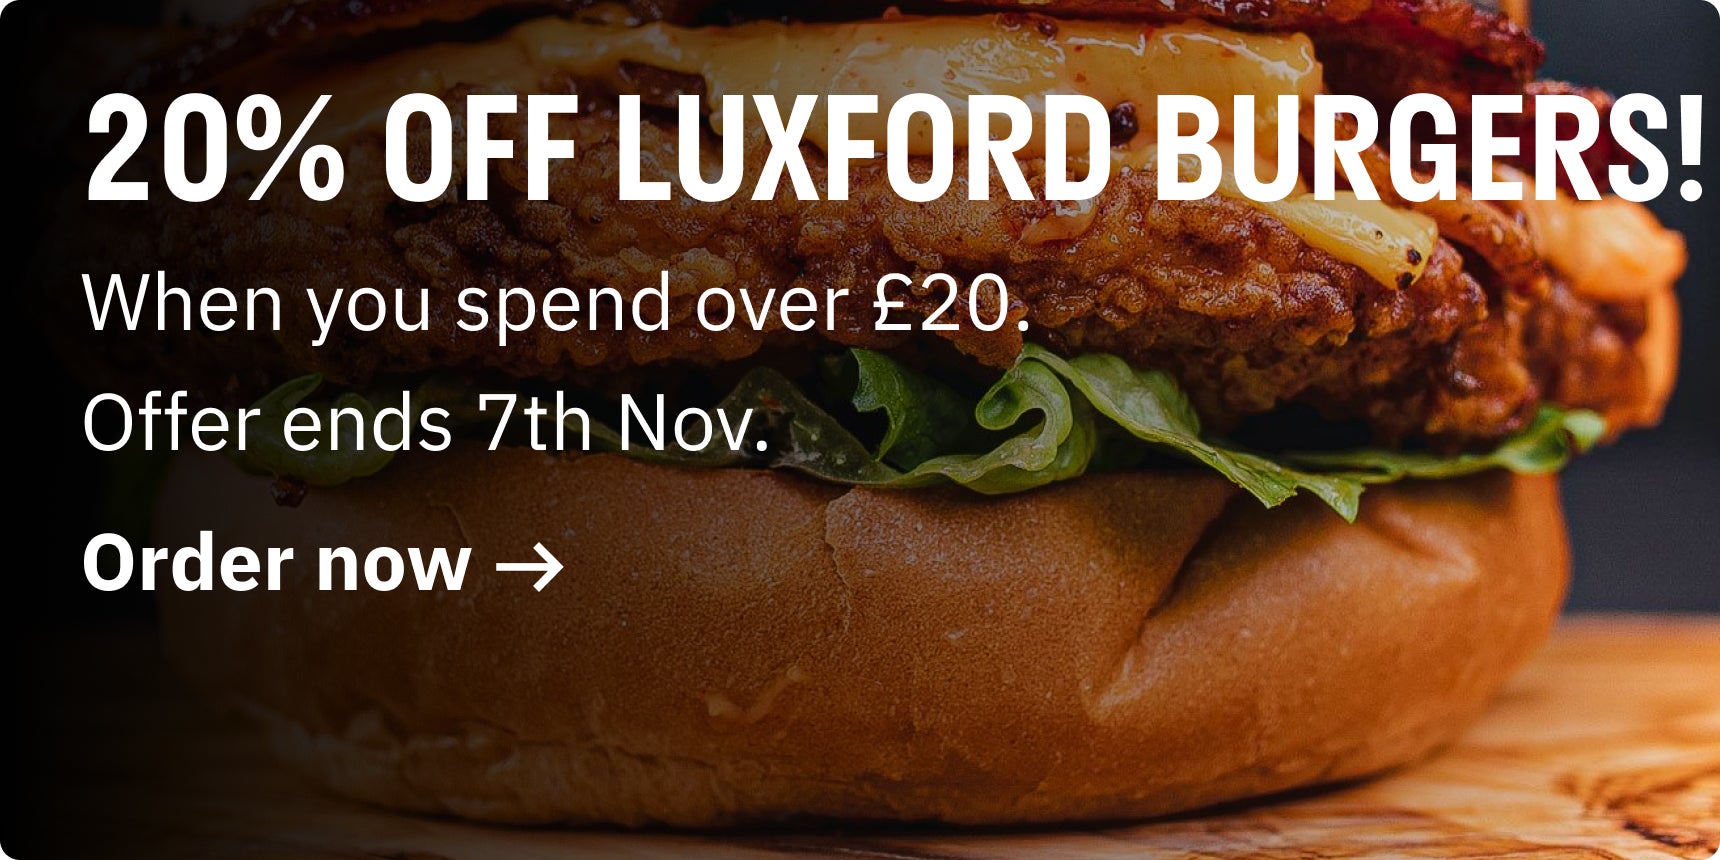 20% OFF LUXFORD BURGERS!
When you spend over £20.
Offer ends 7th Nov.
Order now →